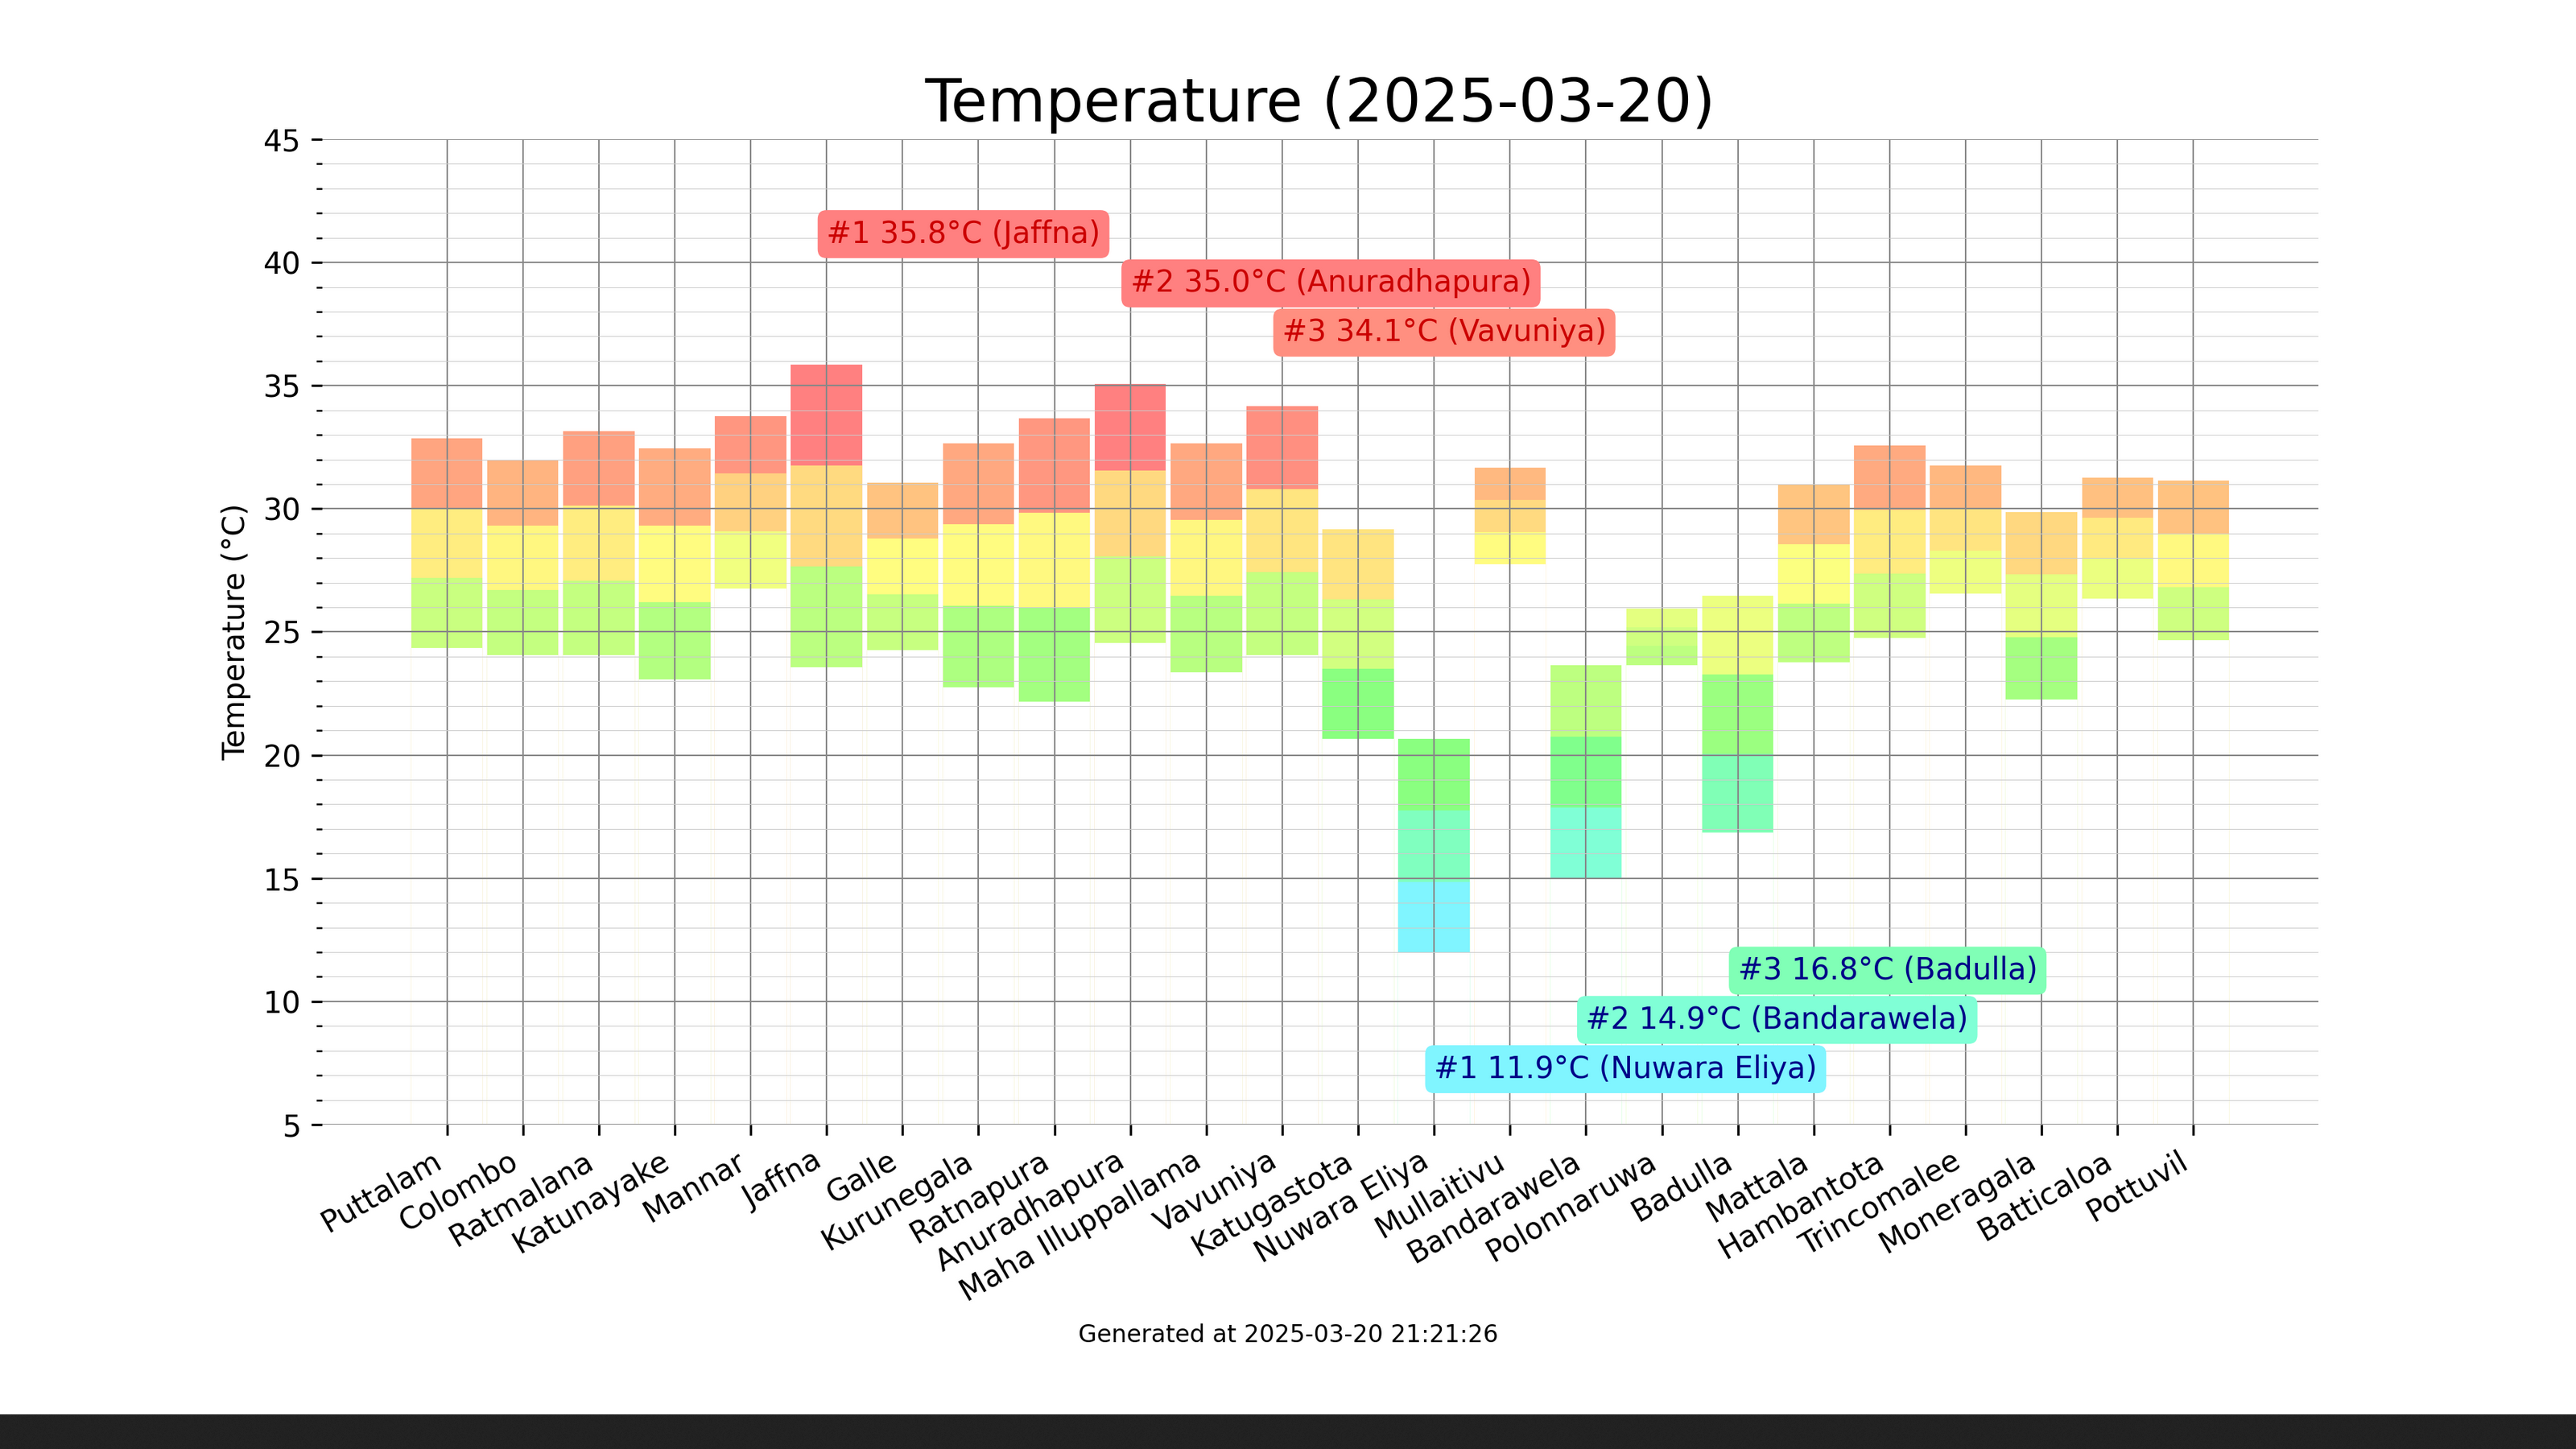 Temperature (2025-03-20)
45
40
35
30
25
20
15
10
5
Temperature (°C)
#1 35.8°C (Jaffna)
#2 35.0°C (Anuradhapura)
#3 34.1°C (Vavuniya)
#3 16.8°C (Badulla)
#2 14.9°C (Bandarawela)
#1 11.9°C (Nuwara Eliya)
Puttalam
Colombo
Ratmalana
Katunayake
Mannar
Jaffna
Galle
Kurunegala
Ratnapura
Anuradhapura
Maha Illuppallama
Vavuniya
Katugastota
Nuwara Eliya
Mullaitivu
Bandarawela
Polonnaruwa
Badulla
Mattala
Hambantota
Trincomalee
Moneragala
Batticaloa
Pottuvil
Generated at 2025-03-20 21:21:26